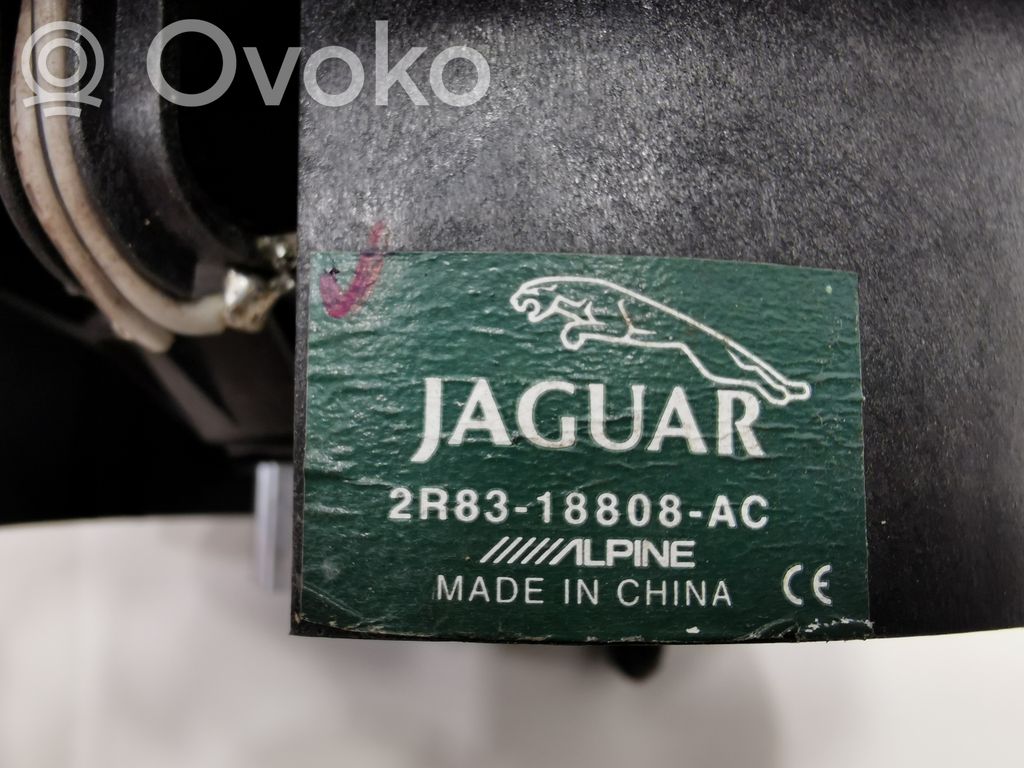 Ovoko
JAGUAR
2R83-18808-AC
ALPINE
MADE IN CHINA
CE